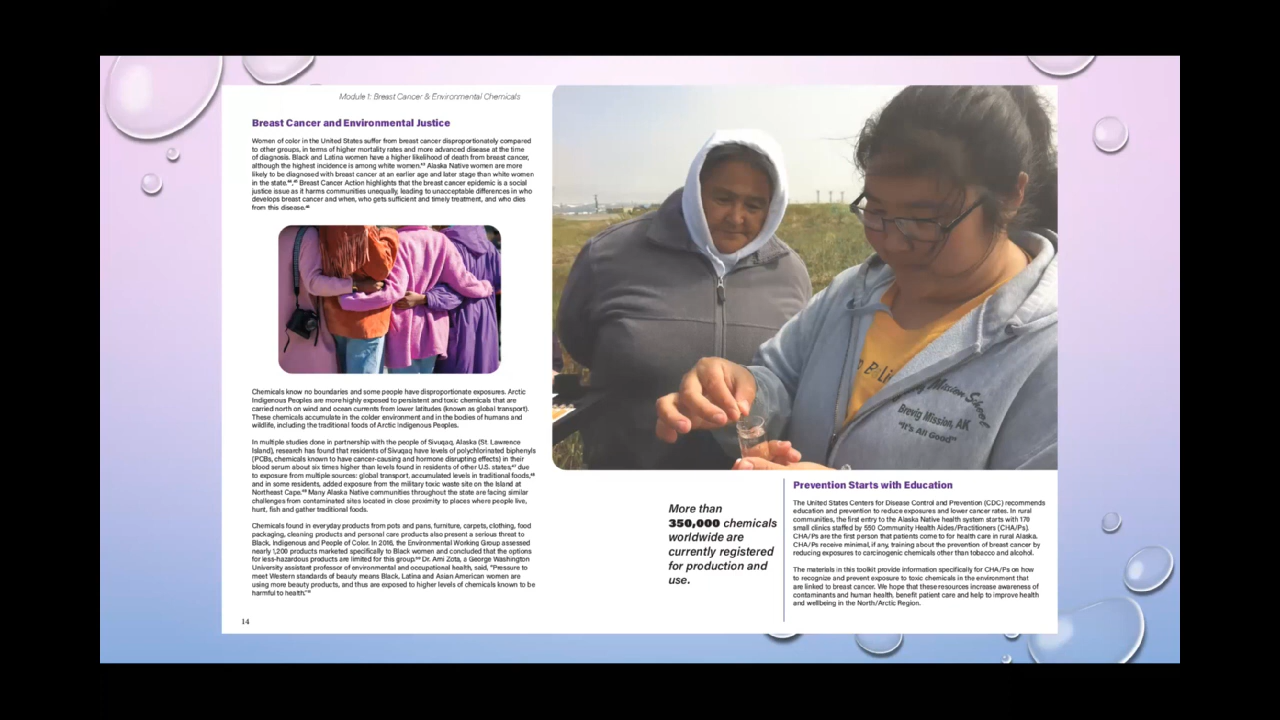 Module 1: Breast Cancer & Environmental Chemicals
Breast Cancer and Environmental Justice
Women of color in the United States suffer from breast cancer disproportionately compared
to other groups, in terms of higher mortality rates and more advanced disease at the time
of diagnosis. Black and Latina women have a higher likelihood of death from breast cancer,
although the highest incidence is among white women. Alaska Native women are more
likely to be diagnosed with breast cancer at an earlier age and later stage than white women
in the state. Breast Cancer Action highlights that the breast cancer epidemic is a social
justice issue as it harms communities unequally, leading to unacceptable differences in who
develops breast cancer and when, who gets sufficient and timely treatment, and who dies
from this disease.
Chemicals know no boundaries and some people have disproportionate exposures. Arctic
Indigenous Peoples are more highly exposed to persistent and toxic chemicals that are
carried north on wind and ocean currents from lower latitudes (known as global transport).
These chemicals accumulate in the colder environment and in the bodies of humans and
wildlife, including the traditional foods of Arctic Indigenous Peoples.
In multiple studies done in partnership with the people of Sivuqaq, Alaska (St. Lawrence
Island), research has found that residents of Sivuqaq have levels of polychlorinated biphenyls
(PCBs, chemicals known to have cancer-causing and hormone disrupting effects) in their
blood serum about six times higher than levels found in residents of other U.S. states, due
to exposure from multiple sources: global transport, accumulated levels in traditional foods,
and in some residents, added exposure from the military toxic waste site on the Island at
Northeast Cape. Many Alaska Native communities throughout the state are facing similar
challenges from contaminated sites located in close proximity to places where people live,
hunt, fish and gather traditional foods.
Chemicals found in everyday products from pots and pans, furniture, carpets, clothing, food
packaging, cleaning products and personal care products also present a serious threat to
Black, Indigenous and People of Color. In 2016, the Environmental Working Group assessed
nearly 1,200 products marketed specifically to Black women and concluded that the options
for less-hazardous products are limited for this group. Dr. Ami Zota, a George Washington
University assistant professor of environmental and occupational health, said, "Pressure to
meet Western standards of beauty means Black, Latina and Asian American women are
using more beauty products, and thus are exposed to higher levels of chemicals known to be
harmful to health."
14
Mission School
Brevig Mission, AK
"It's All Good"
More than
350,000 chemicals
worldwide are
currently registered
for production and
use.
Prevention Starts with Education
The United States Centers for Disease Control and Prevention (CDC) recommends
education and prevention to reduce exposures and lower cancer rates. In rural
communities, the first entry to the Alaska Native health system starts with 170
small clinics staffed by 550 Community Health Aides/Practitioners (CHA/Ps).
CHA/Ps are the first person that patients come to for health care in rural Alaska.
CHA/Ps receive minimal, if any, training about the prevention of breast cancer by
reducing exposures to carcinogenic chemicals other than tobacco and alcohol.
The materials in this toolkit provide information specifically for CHA/Ps on how
to recognize and prevent exposure to toxic chemicals in the environment that
are linked to breast cancer. We hope that these resources increase awareness of
contaminants and human health, benefit patient care and help to improve health
and wellbeing in the North/Arctic Region.